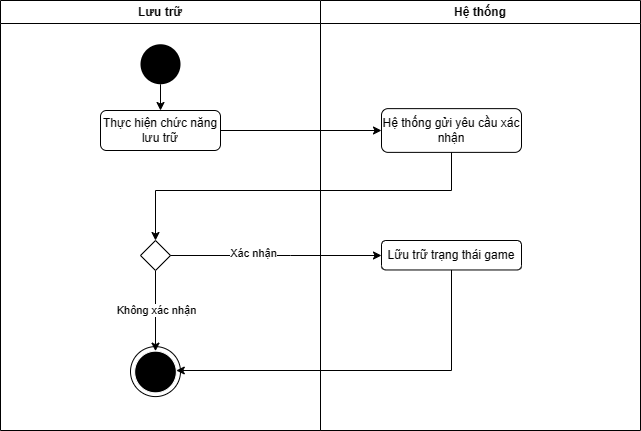 Lưu trữ
Hệ thống
Thực hiện chức năng
lưu trữ
Hệ thống gửi yêu cầu xác
nhận
Xác nhận
Lữu trữ trạng thái game
Không xác nhận